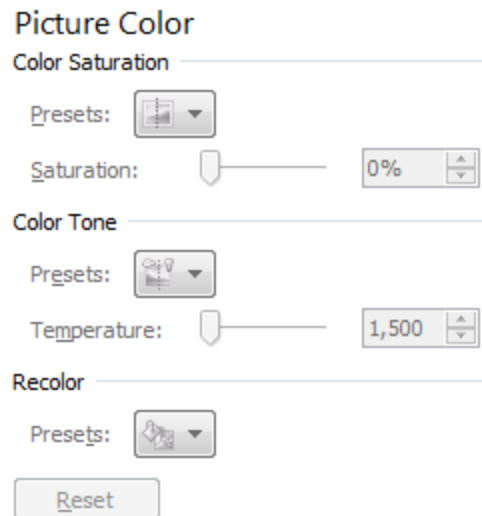 Picture Color
Color Saturation
Presets:
Saturation: 0%
Color Tone
Presets:
Temperature: 1,500
Recolor
Presets:
Reset